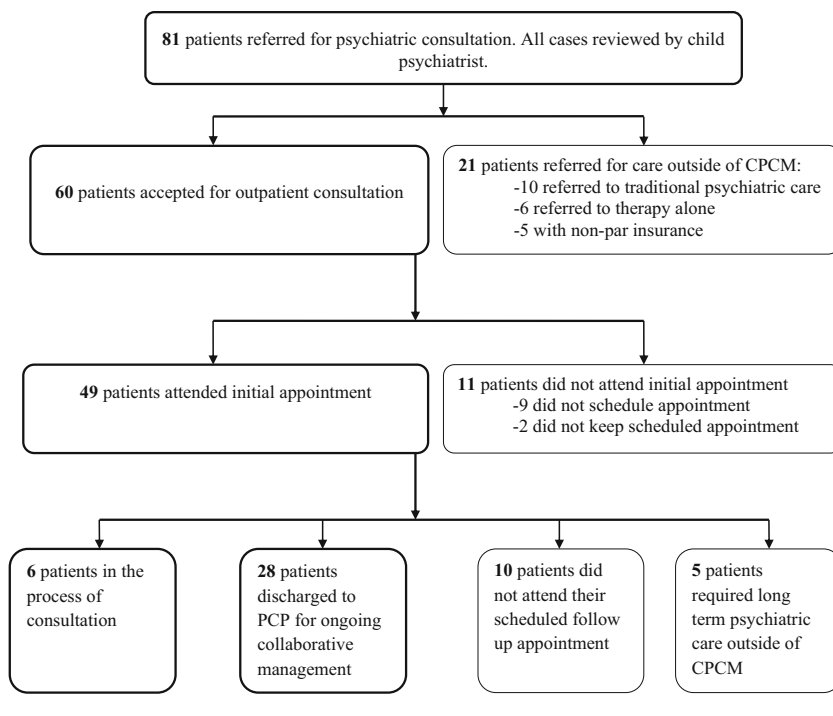 81 patients referred for psychiatric consultation. All cases reviewed by child
psychiatrist.
60 patients accepted for outpatient consultation
21 patients referred for care outside of CPCM:
-10 referred to traditional psychiatric care
-6 referred to therapy alone
-5 with non-par insurance
49 patients attended initial appointment
11 patients did not attend initial appointment
-9 did not schedule appointment
-2 did not keep scheduled appointment
6 patients in the
process of
consultation
28 patients
discharged to
PCP for ongoing
collaborative
management
10 patients did
not attend their
scheduled follow
up appointment
5 patients
required long
term psychiatric
care outside of
CPCM